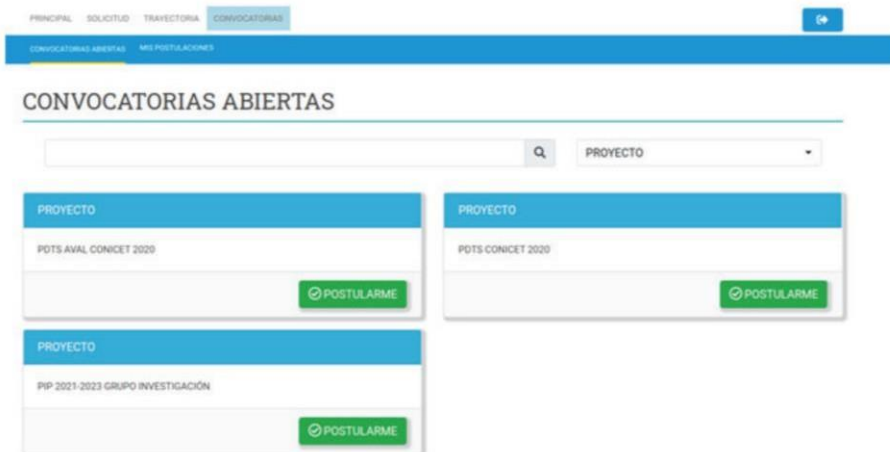 PRINCIPAL SOLICITUD TRAYECTORIA CONVOCATORIAS
CONVOCATORIAS ABIERTAS MIS POSTULACIONES
CONVOCATORIAS ABIERTAS
PROYECTO
PROYECTO PROYECTO
PDTS AVAL CONICET 2020 PDTS CONICET 2020
POSTULARME POSTULARME
PROYECTO
PIP 2021-2023 GRUPO INVESTIGACIÓN
POSTULARME